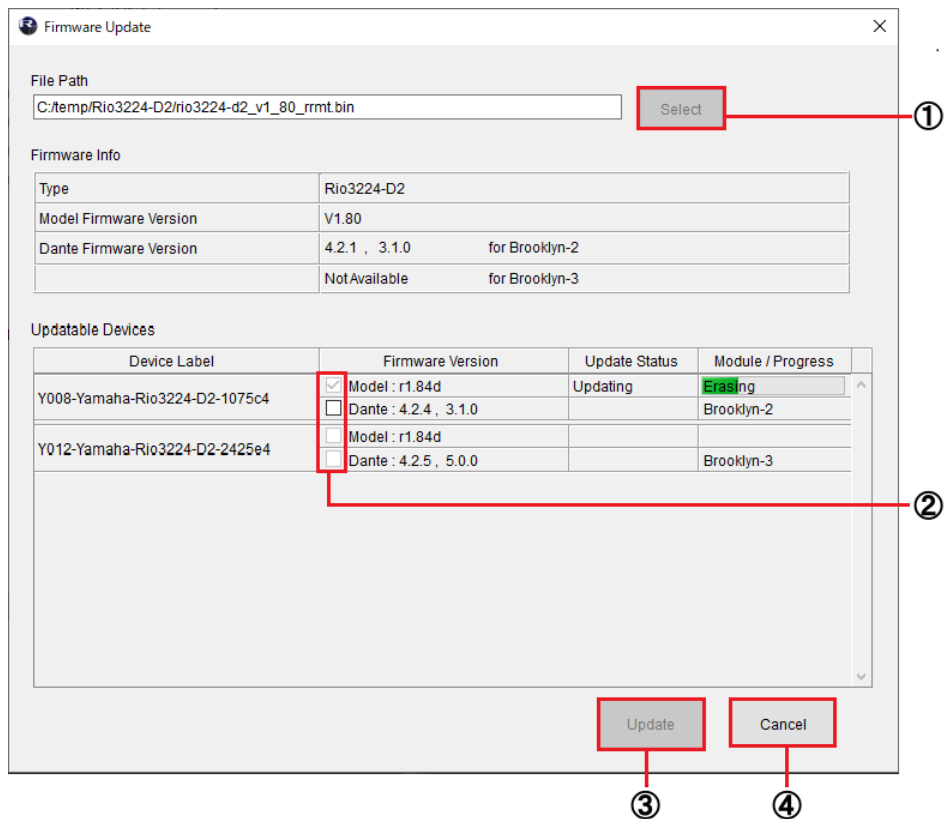 Firmware Update
File Path
C:/temp/Rio3224-D2/rio3224-d2_v1_80_rrmt.bin
Select
①
Firmware Info
Type Rio3224-D2
Model Firmware Version V1.80
Dante Firmware Version 4.2.1 , 3.1.0 for Brooklyn-2
Not Available for Brooklyn-3
Updatable Devices
Device Label Firmware Version Update Status Module / Progress
Y008-Yamaha-Rio3224-D2-1075c4
Model : r1.84d Updating Erasing
Dante : 4.2.4 , 3.1.0 Brooklyn-2
Y012-Yamaha-Rio3224-D2-2425e4
Model : r1.84d
Dante : 4.2.5 , 5.0.0 Brooklyn-3
②
Update Cancel
③ ④